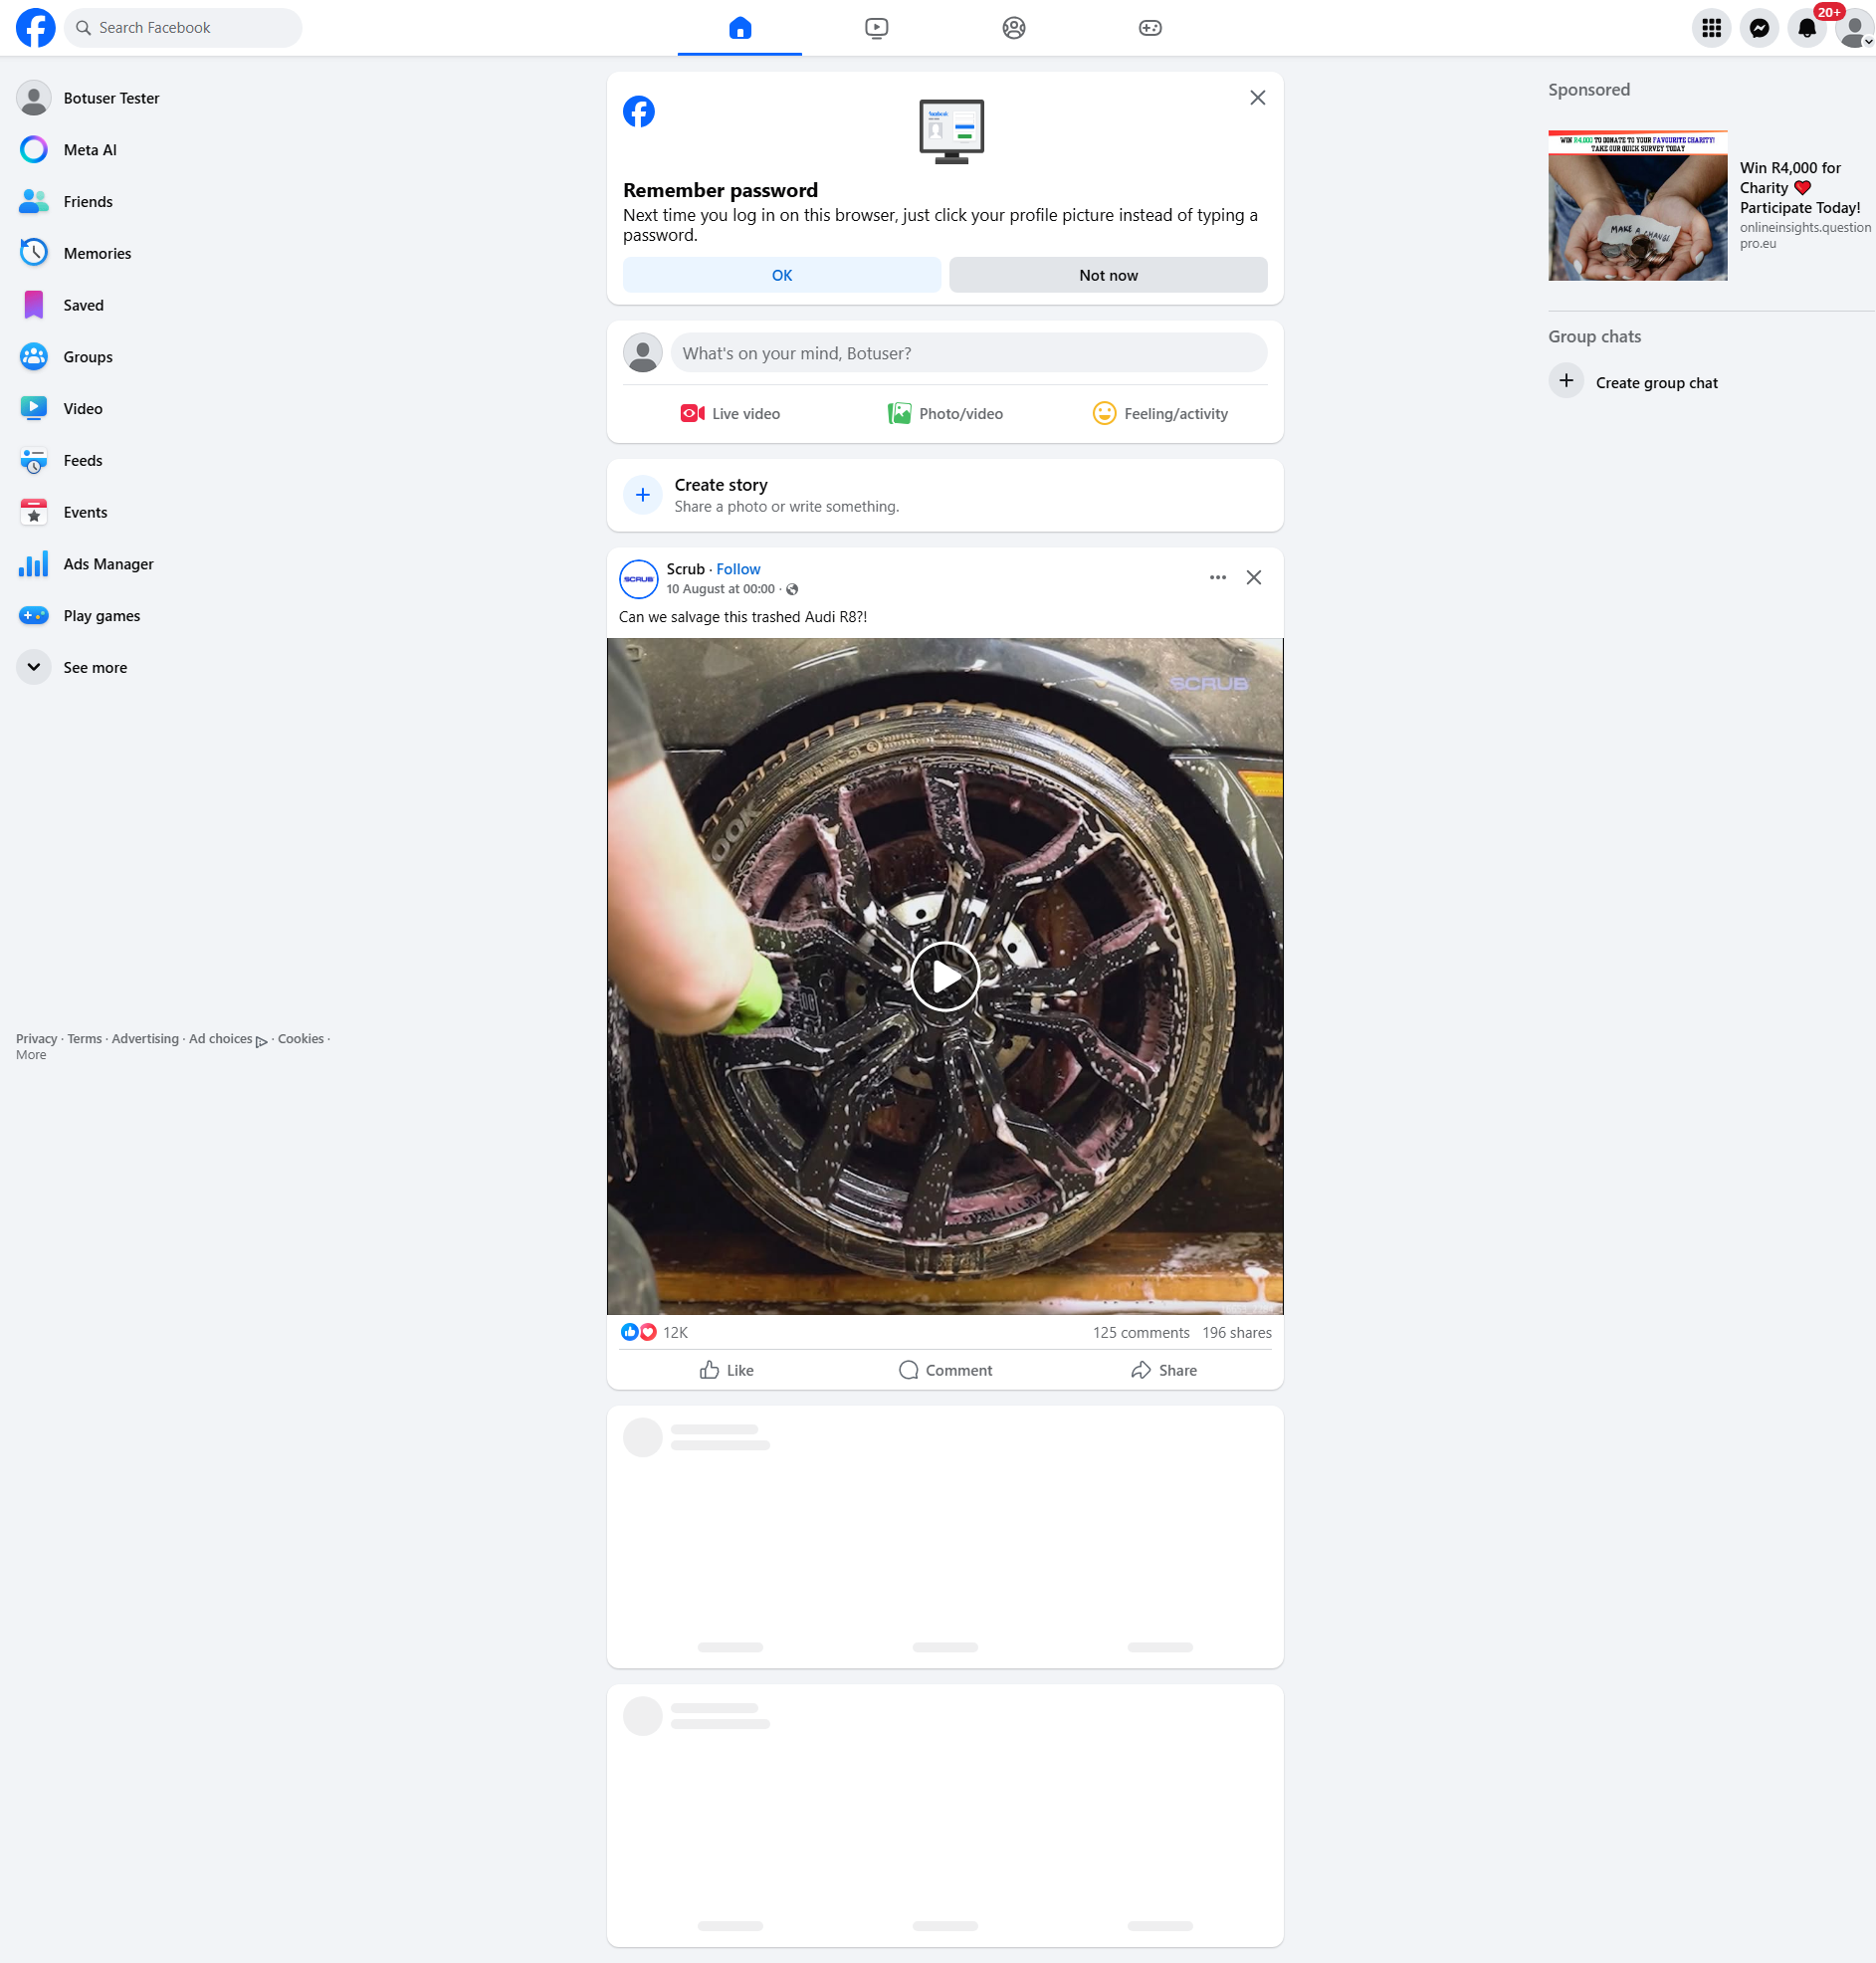 Search Facebook
20+
Botuser Tester
Meta AI
Friends
Memories
Saved
Groups
Video
Feeds
Events
Ads Manager
Play games
See more
Privacy · Terms · Advertising · Ad choices · Cookies ·
More
Remember password
Next time you log in on this browser, just click your profile picture instead of typing a
password.
OK
Not now
What's on your mind, Botuser?
Live video
Photo/video
Feeling/activity
Create story
Share a photo or write something.
SCRUB
Scrub · Follow
10 August at 00:00 ·
Can we salvage this trashed Audi R8?!
SCRUB
12K
125 comments 196 shares
Like
Comment
Share
Sponsored
WIN R4,000 TO DONATE TO YOUR FAVOURITE CHARITY!
TAKE OUR QUICK SURVEY TODAY
MAKE A CHANGE
Win R4,000 for
Charity ❤️
Participate Today!
onlineinsights.question
pro.eu
Group chats
Create group chat